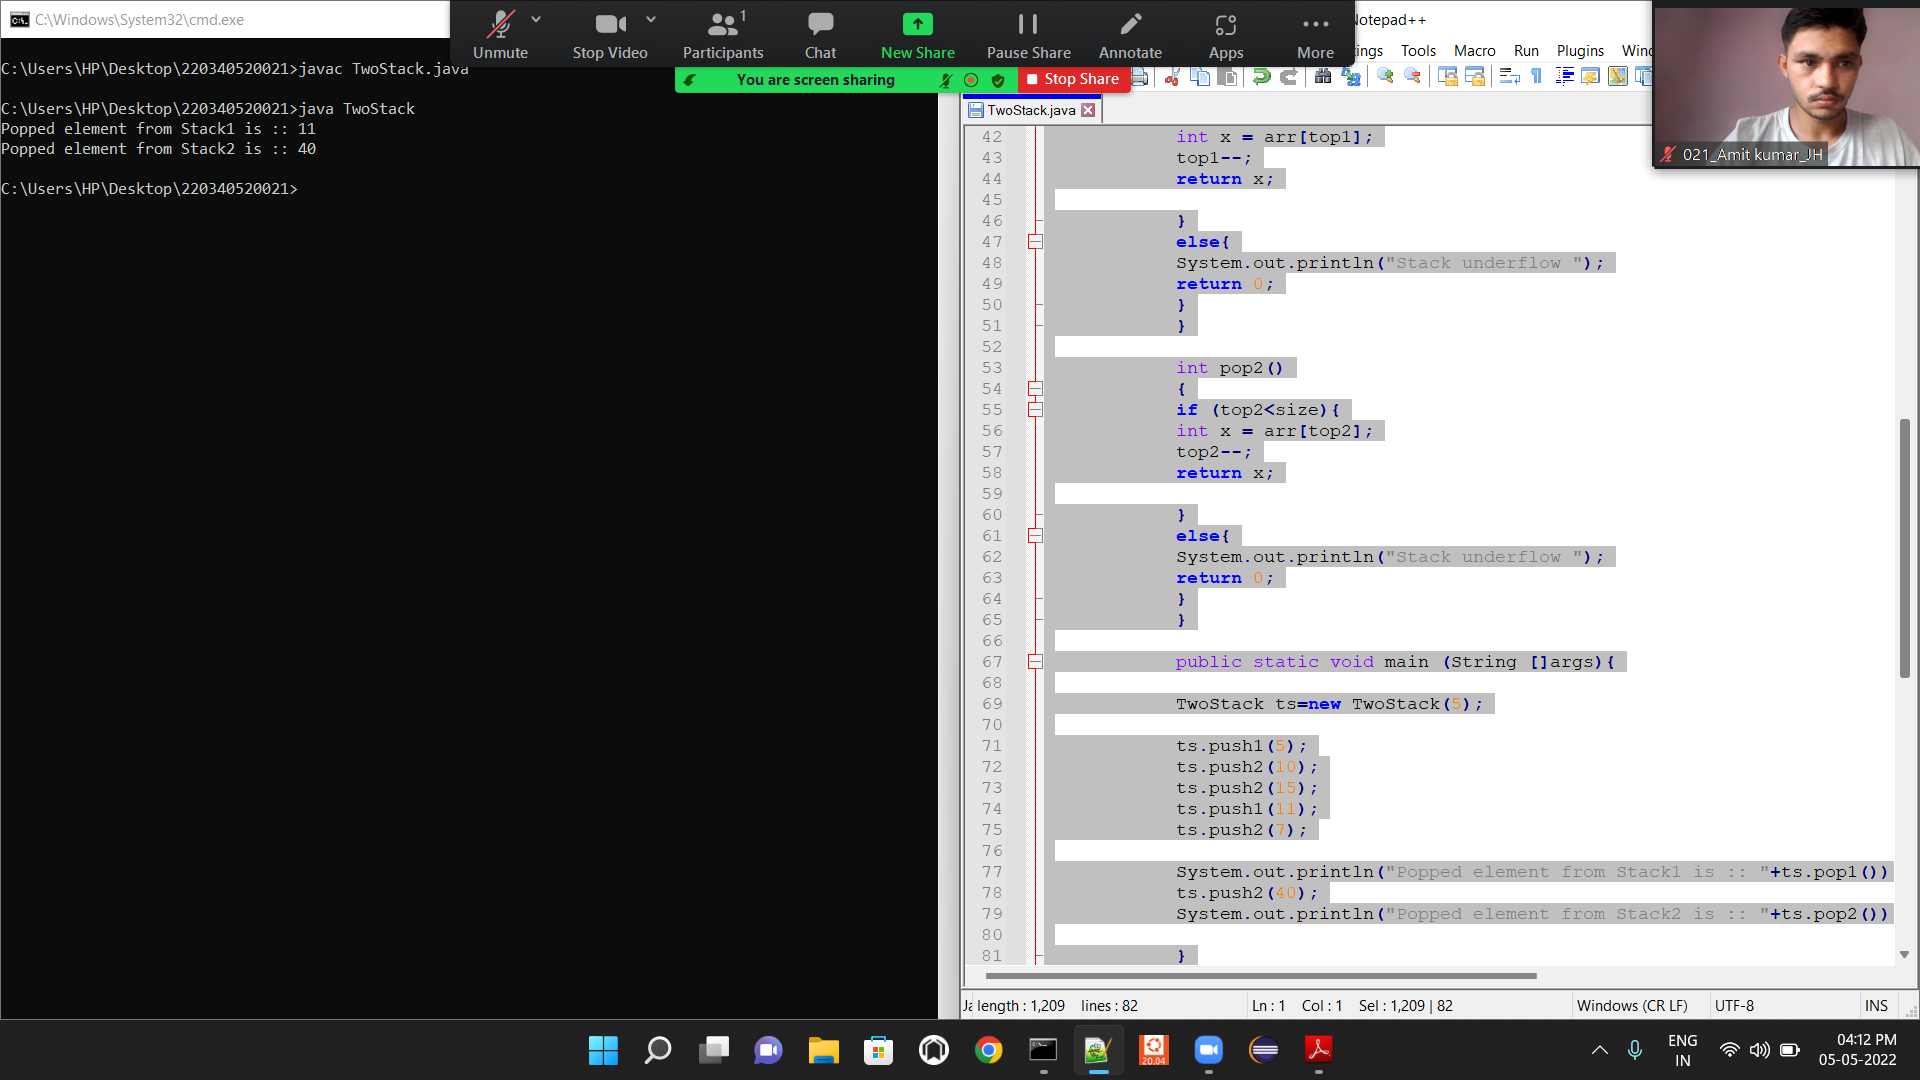 C:\Windows\System32\cmd.exe
C:\Users\HP\Desktop\220340520021>javac TwoStack.java
C:\Users\HP\Desktop\220340520021>java TwoStack
Popped element from Stack1 is :: 11
Popped element from Stack2 is :: 40
C:\Users\HP\Desktop\220340520021>
Unmute
Stop Video
1
Participants
Chat
New Share
Pause Share
Annotate
Apps
More
You are screen sharing
Stop Share
Notepad++
Tools
Macro
Run
Plugins
TwoStack.java
42 int x = arr[top1];
43 top1--;
44 return x;
45
46 }
47 else{
48 System.out.println("Stack underflow ");
49 return 0;
50 }
51 }
52
53 int pop2()
54 {
55 if (top2<size){
56 int x = arr[top2];
57 top2--;
58 return x;
59
60 }
61 else{
62 System.out.println("Stack underflow ");
63 return 0;
64 }
65 }
66
67 public static void main (String []args){
68
69 TwoStack ts=new TwoStack(5);
70
71 ts.push1(5);
72 ts.push2(10);
73 ts.push2(15);
74 ts.push1(11);
75 ts.push2(7);
76
77 System.out.println("Popped element from Stack1 is :: "+ts.pop1())
78 ts.push2(40);
79 System.out.println("Popped element from Stack2 is :: "+ts.pop2())
80
81 }
021_Amit kumar_JH
length : 1,209 lines : 82
Ln : 1 Col : 1 Sel : 1,209 | 82
Windows (CR LF)
UTF-8
INS
20.04
ENG
IN
04:12 PM
05-05-2022